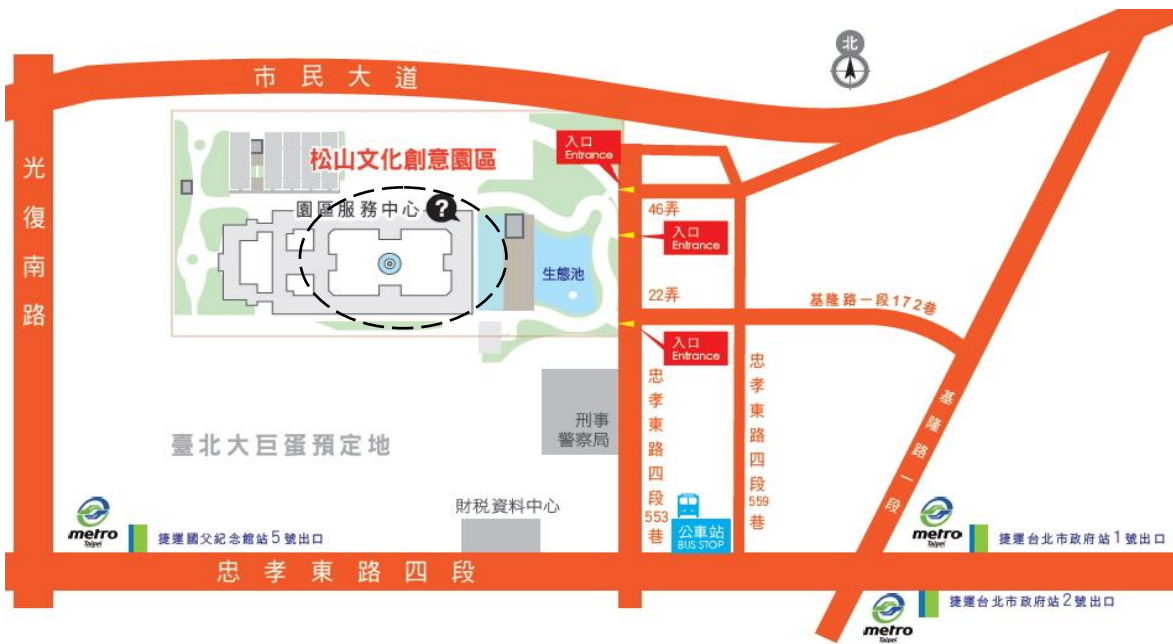 北
市民大道
入口
Entrance
松山文化創意園區
光復南路
園區服務中心 ?
46弄
入口
Entrance
生態池
22弄
基隆路一段172巷
入口
Entrance
忠孝東路四段553巷
忠孝東路四段559巷
基隆路一段
刑事
警察局
臺北大巨蛋預定地
財稅資料中心
metro
Taipei
捷運國父紀念館站5號出口
公車站
BUS STOP
metro
Taipei
捷運台北市政府站1號出口
忠孝東路四段
metro
Taipei
捷運台北市政府站2號出口